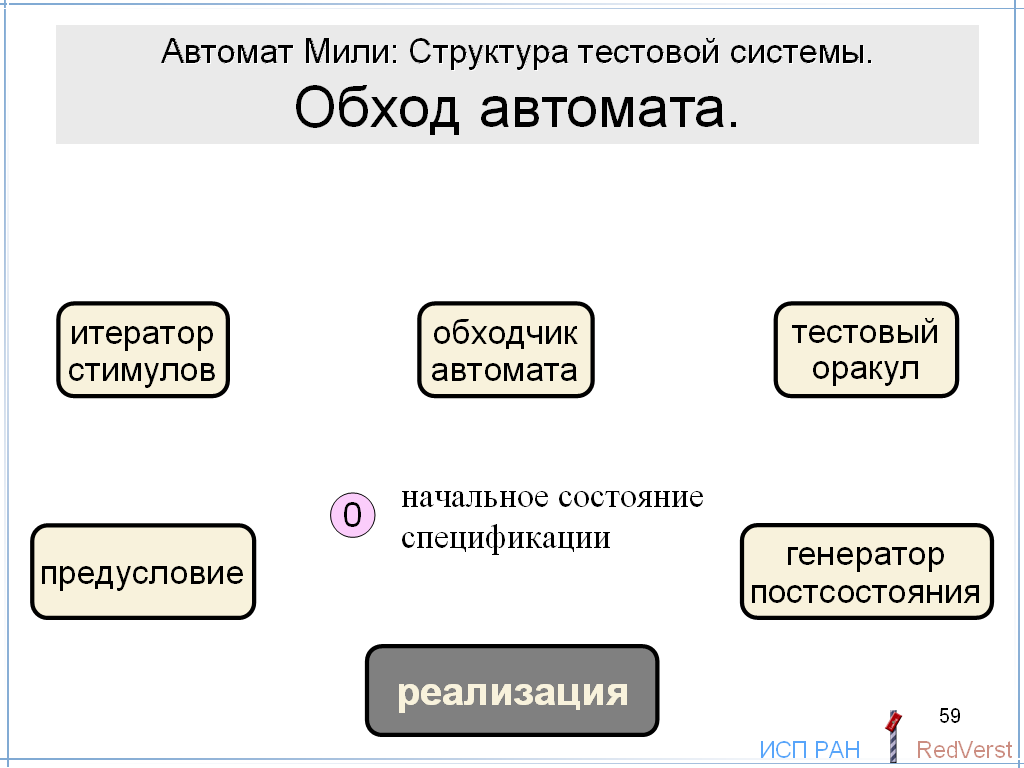 Автомат Мили: Структура тестовой системы.
Обход автомата.
итератор
стимулов
обходчик
автомата
тестовый
оракул
0
начальное состояние
спецификации
предусловие
генератор
постсостояния
реализация
59
ИСП РАН
RedVerst